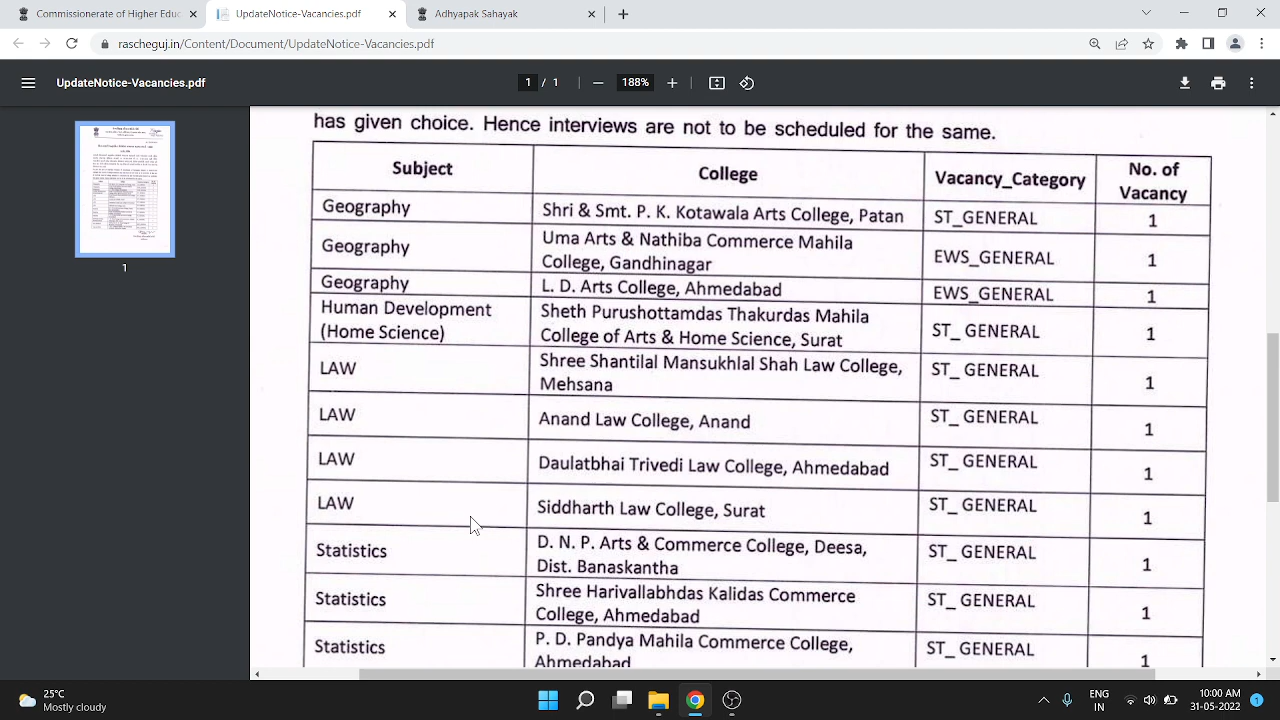 Commissionerate of Higher Educ
UpdateNotice-Vacancies.pdf
Adhyapak Sahayak
rascheguj.in/Content/Document/UpdateNotice-Vacancies.pdf
UpdateNotice-Vacancies.pdf
1 / 1
188%
1
has given choice. Hence interviews are not to be scheduled for the same.
Subject College Vacancy_Category No. of
Vacancy
Geography Shri & Smt. P. K. Kotawala Arts College, Patan ST_GENERAL 1
Geography Uma Arts & Nathiba Commerce Mahila
College, Gandhinagar EWS_GENERAL 1
Geography L. D. Arts College, Ahmedabad EWS_GENERAL 1
Human Development
(Home Science) Sheth Purushottamdas Thakurdas Mahila
College of Arts & Home Science, Surat ST_ GENERAL 1
LAW Shree Shantilal Mansukhlal Shah Law College,
Mehsana ST_ GENERAL 1
LAW Anand Law College, Anand ST_ GENERAL 1
LAW Daulatbhai Trivedi Law College, Ahmedabad ST_ GENERAL 1
LAW Siddharth Law College, Surat ST_ GENERAL 1
Statistics D. N. P. Arts & Commerce College, Deesa,
Dist. Banaskantha ST_ GENERAL 1
Statistics Shree Harivallabhdas Kalidas Commerce
College, Ahmedabad ST_ GENERAL 1
Statistics P. D. Pandya Mahila Commerce College,
Ahmedabad ST_ GENERAL 1
25°C
Mostly cloudy
ENG
IN
10:00 AM
31-05-2022
1